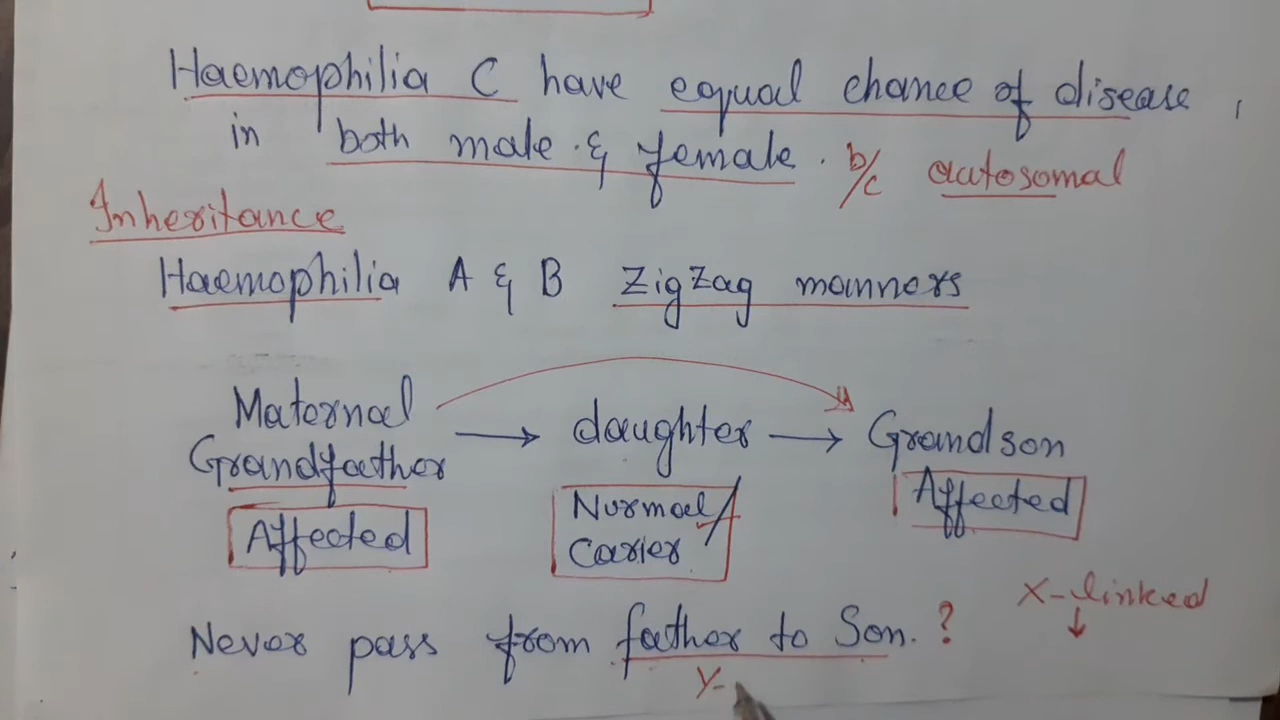 Haemophilia C have equal chance of disease,
in both male & female. b/c autosomal
Inheritance
Haemophilia A & B ZigZag manners
Maternal
Grandfather → daughter → Grandson
Affected
Normal/
Carier
Affected
X-linked
↓
Never pass from father to Son. ?
Y-